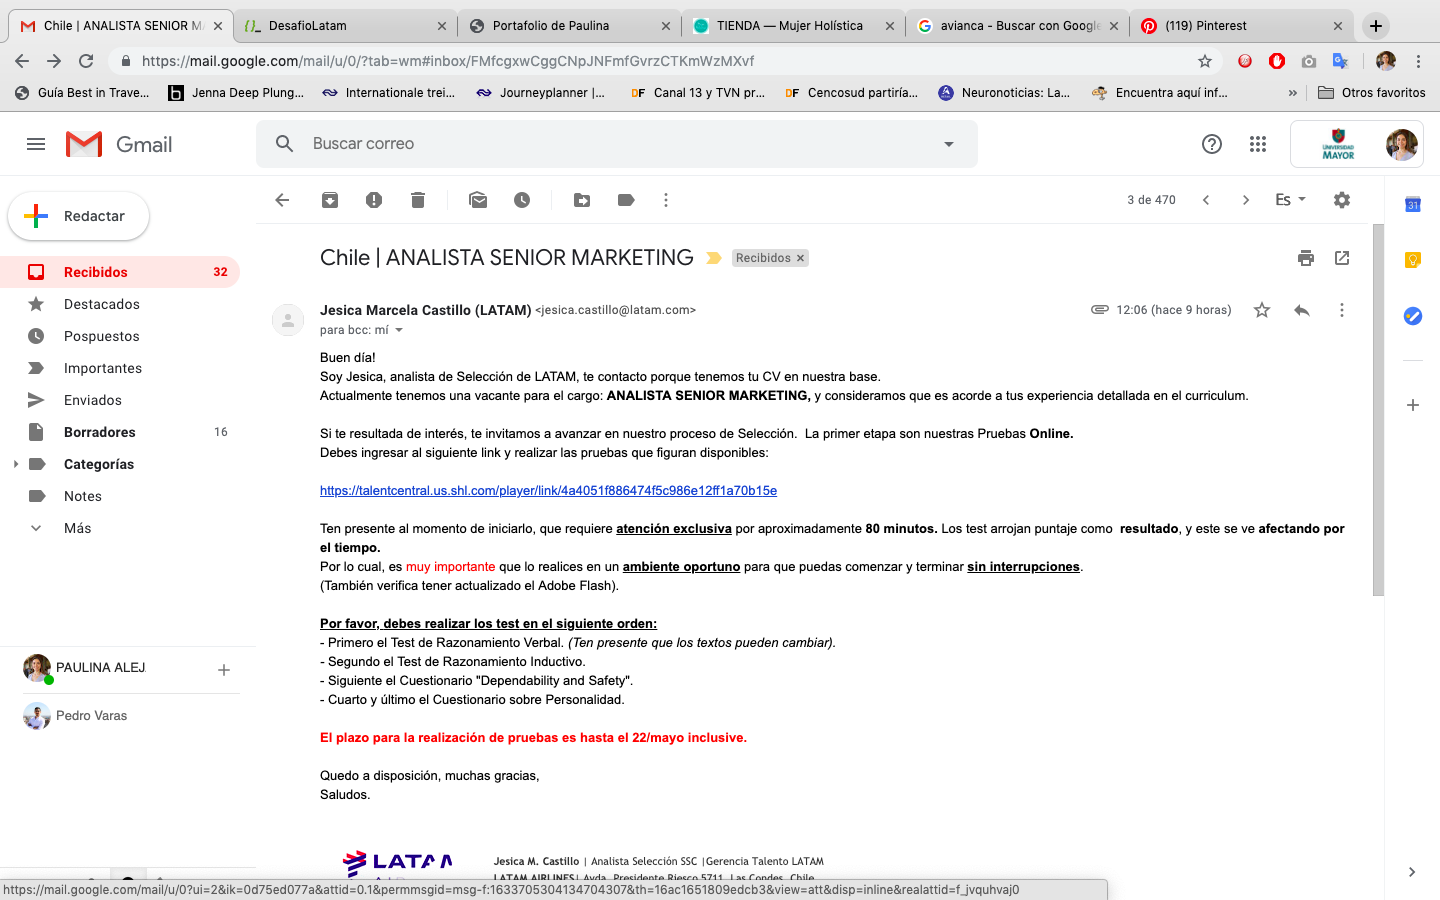 Chile | ANALISTA SENIOR MA
DesafioLatam
Portafolio de Paulina
TIENDA — Mujer Holística
avianca - Buscar con Google
(119) Pinterest
https://mail.google.com/mail/u/0/?tab=wm#inbox/FMfcgxwCggCNpJNFmfGvrzCTKmWzMXvf
Guía Best in Trave...
Jenna Deep Plung...
Internationale trei...
Journeyplanner |...
DF Canal 13 y TVN pr...
DF Cencosud partiría...
Neuronoticias: La...
Encuentra aquí inf...
»
Otros favoritos
Gmail
Buscar correo
UNIVERSIDAD
MAYOR
Redactar
3 de 470
Es
31
Recibidos 32
Destacados
Pospuestos
Importantes
Enviados
Borradores 16
Categorías
Notes
Más
PAULINA ALEJ
Pedro Varas
Chile | ANALISTA SENIOR MARKETING
Recibidos ×
Jesica Marcela Castillo (LATAM) <jesica.castillo@latam.com>
12:06 (hace 9 horas)
para bcc: mí
Buen día!
Soy Jesica, analista de Selección de LATAM, te contacto porque tenemos tu CV en nuestra base.
Actualmente tenemos una vacante para el cargo: ANALISTA SENIOR MARKETING, y consideramos que es acorde a tus experiencia detallada en el curriculum.
Si te resultada de interés, te invitamos a avanzar en nuestro proceso de Selección. La primer etapa son nuestras Pruebas Online.
Debes ingresar al siguiente link y realizar las pruebas que figuran disponibles:
https://talentcentral.us.shl.com/player/link/4a4051f886474f5c986e12ff1a70b15e
Ten presente al momento de iniciarlo, que requiere atención exclusiva por aproximadamente 80 minutos. Los test arrojan puntaje como resultado, y este se ve afectando por
el tiempo.
Por lo cual, es muy importante que lo realices en un ambiente oportuno para que puedas comenzar y terminar sin interrupciones.
(También verifica tener actualizado el Adobe Flash).
Por favor, debes realizar los test en el siguiente orden:
- Primero el Test de Razonamiento Verbal. (Ten presente que los textos pueden cambiar).
- Segundo el Test de Razonamiento Inductivo.
- Siguiente el Cuestionario "Dependability and Safety".
- Cuarto y último el Cuestionario sobre Personalidad.
El plazo para la realización de pruebas es hasta el 22/mayo inclusive.
Quedo a disposición, muchas gracias,
Saludos.
LATAM
Jesica M. Castillo | Analista Selección SSC |Gerencia Talento LATAM
LATAM AIRLINES| Avda. Presidente Riesco 5711, Las Condes, Chile
https://mail.google.com/mail/u/0?ui=2&ik=0d75ed077a&attid=0.1&permmsgid=msg-f:1633705304134704307&th=16ac1651809edcb3&view=att&disp=inline&realattid=f_jvquhvaj0